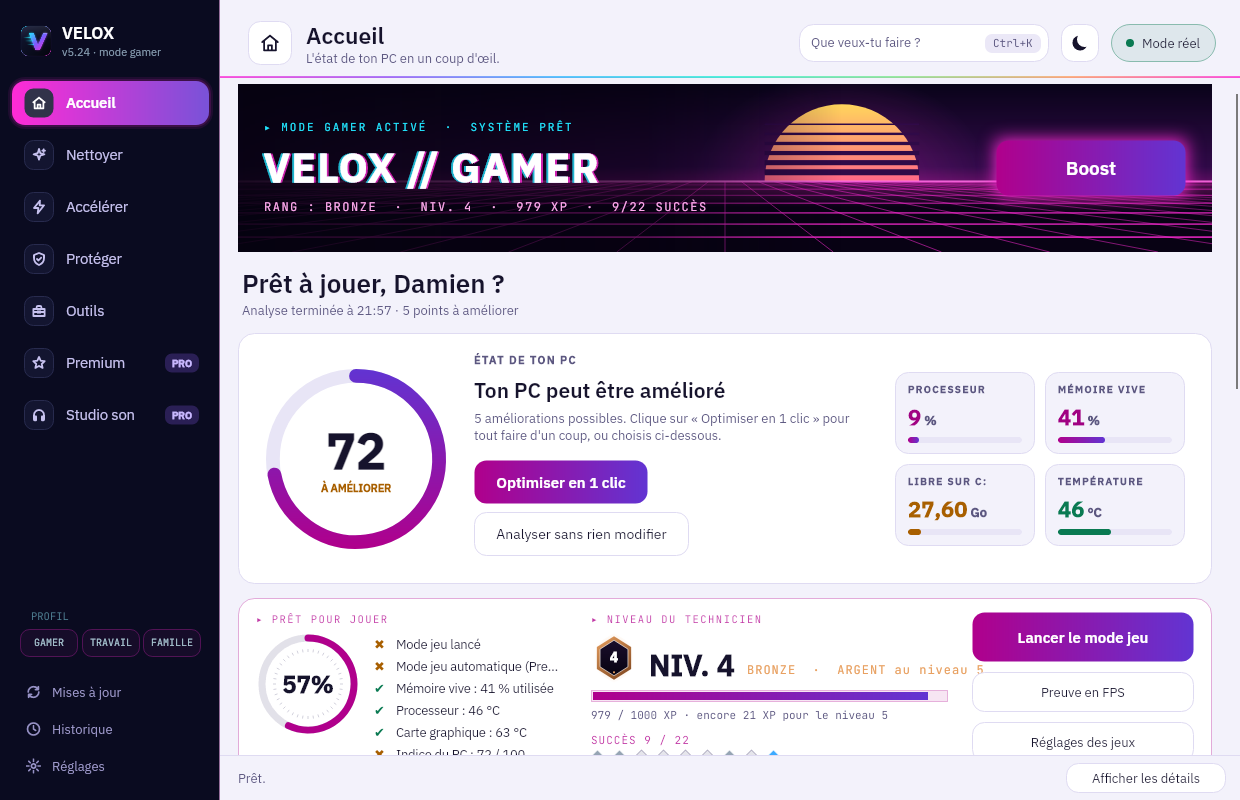 VELOX
v5.24 · mode gamer
Accueil
Nettoyer
Accélérer
Protéger
Outils
Premium PRO
Studio son PRO
PROFIL
GAMER TRAVAIL FAMILLE
Mises à jour
Historique
Réglages
Accueil
L'état de ton PC en un coup d'œil.
Que veux-tu faire ? Ctrl+K
Mode réel
▸ MODE GAMER ACTIVÉ · SYSTÈME PRÊT
VELOX // GAMER
RANG : BRONZE · NIV. 4 · 979 XP · 9/22 SUCCÈS
Boost
Prêt à jouer, Damien ?
Analyse terminée à 21:57 · 5 points à améliorer
72
À AMÉLIORER
ÉTAT DE TON PC
Ton PC peut être amélioré
5 améliorations possibles. Clique sur « Optimiser en 1 clic » pour
tout faire d'un coup, ou choisis ci-dessous.
Optimiser en 1 clic
Analyser sans rien modifier
PROCESSEUR
9 %
MÉMOIRE VIVE
41 %
LIBRE SUR C:
27,60 Go
TEMPÉRATURE
46 °C
▸ PRÊT POUR JOUER
57%
✖ Mode jeu lancé
✖ Mode jeu automatique (Pre…
✔ Mémoire vive : 41 % utilisée
✔ Processeur : 46 °C
✔ Carte graphique : 63 °C
✖ Indice du PC : 72 / 100
▸ NIVEAU DU TECHNICIEN
4
NIV. 4 BRONZE · ARGENT au niveau 5
979 / 1000 XP · encore 21 XP pour le niveau 5
SUCCÈS 9 / 22
Lancer le mode jeu
Preuve en FPS
Réglages des jeux
Prêt.
Afficher les détails